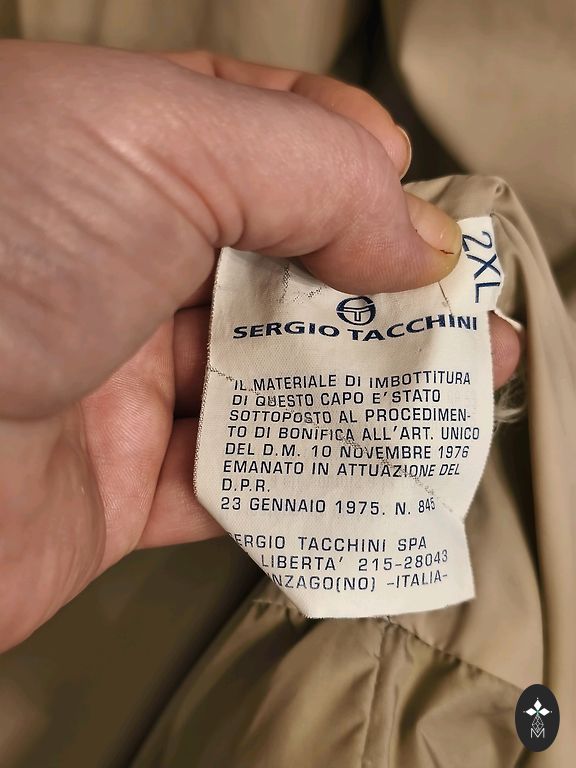 2XL
SERGIO TACCHINI
IL MATERIALE DI IMBOTTITURA
DI QUESTO CAPO E'STATO
SOTTOPOSTO AL PROCEDIMEN-
TO DI BONIFICA ALL'ART. UNICO
DEL D.M. 10 NOVEMBRE 1976
EMANATO IN ATTUAZIONE DEL
D.P.R.
23 GENNAIO 1975. N. 845
ERGIO TACCHINI SPA
LIBERTA' 215-28043
NZAGO(NO) -ITALIA-
M